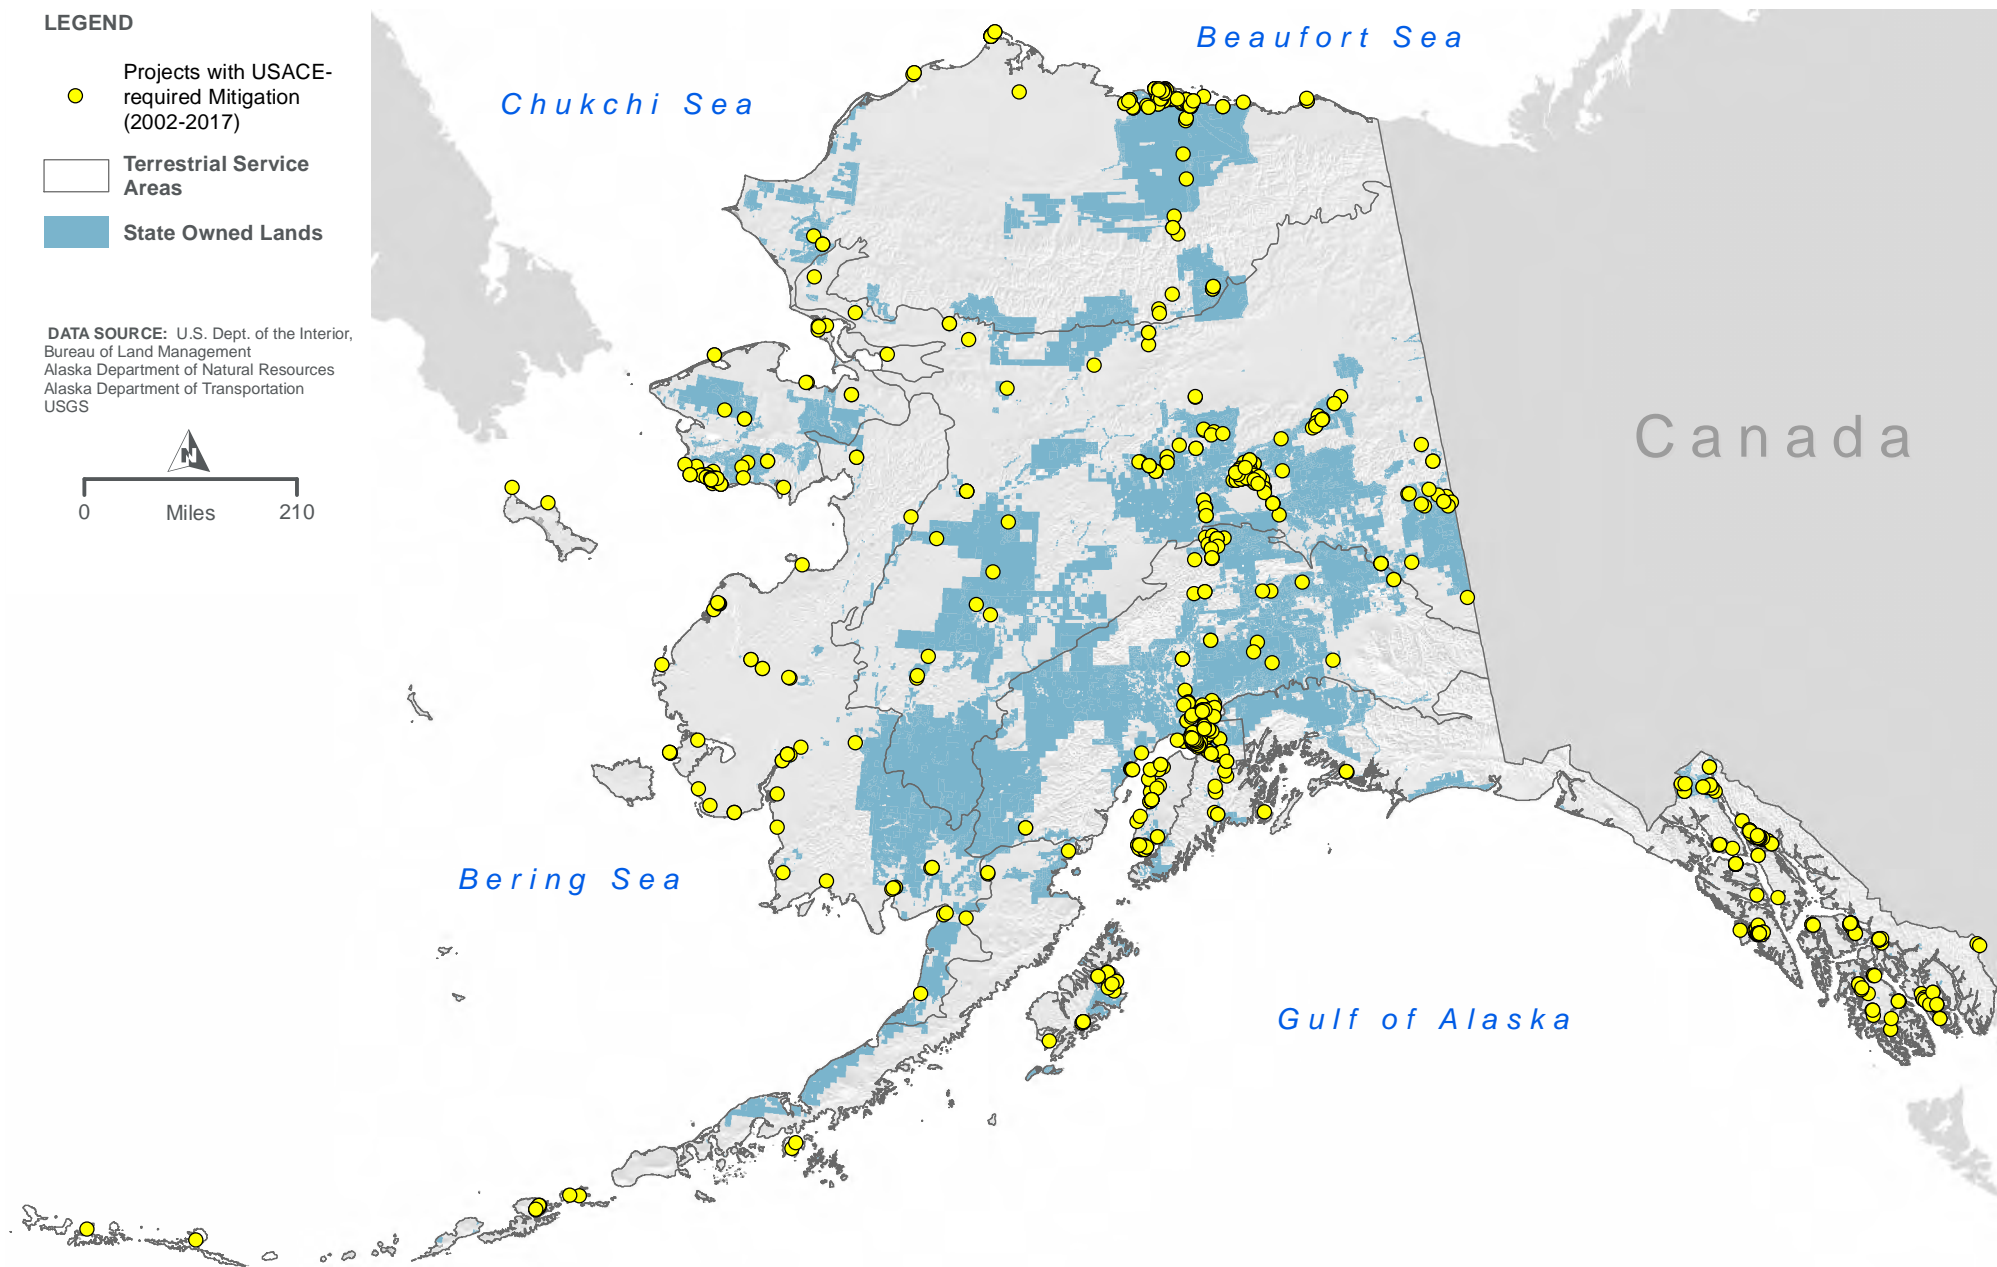 LEGEND
Projects with USACE-
required Mitigation
(2002-2017)
Terrestrial Service
Areas
State Owned Lands
DATA SOURCE: U.S. Dept. of the Interior,
Bureau of Land Management
Alaska Department of Natural Resources
Alaska Department of Transportation
USGS
N
0 Miles 210
Beaufort Sea
Chukchi Sea
Canada
Bering Sea
Gulf of Alaska